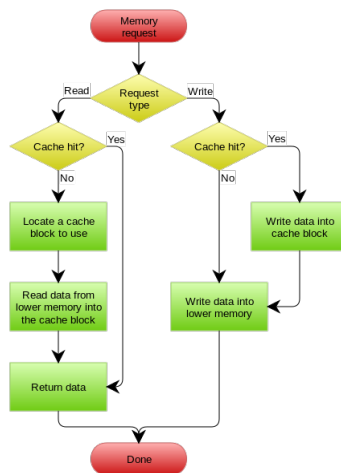 Memory
request
Read
Request
type
Write
Cache hit?
Yes
No
Cache hit?
Yes
No
Locate a cache
block to use
Write data into
cache block
Read data from
lower memory into
the cache block
Write data into
lower memory
Return data
Done